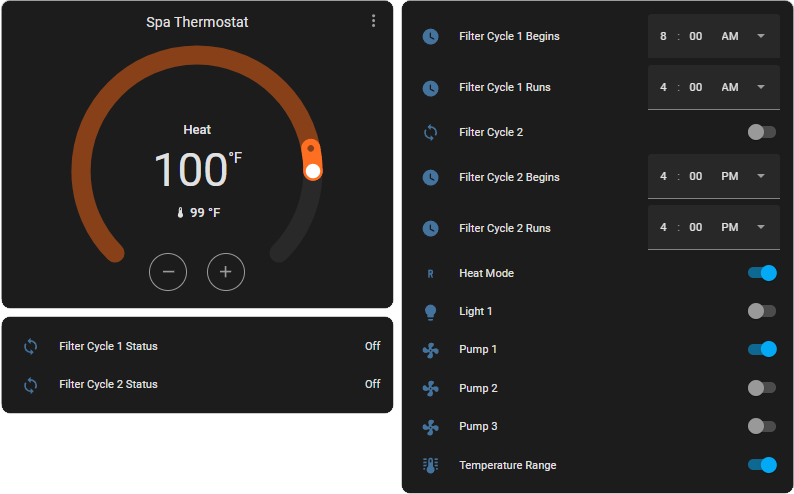 Spa Thermostat
Heat
100 °F
99 °F
Filter Cycle 1 Status Off
Filter Cycle 2 Status Off
Filter Cycle 1 Begins 8 : 00 AM
Filter Cycle 1 Runs 4 : 00 AM
Filter Cycle 2
Filter Cycle 2 Begins 4 : 00 PM
Filter Cycle 2 Runs 4 : 00 PM
R Heat Mode
Light 1
Pump 1
Pump 2
Pump 3
Temperature Range